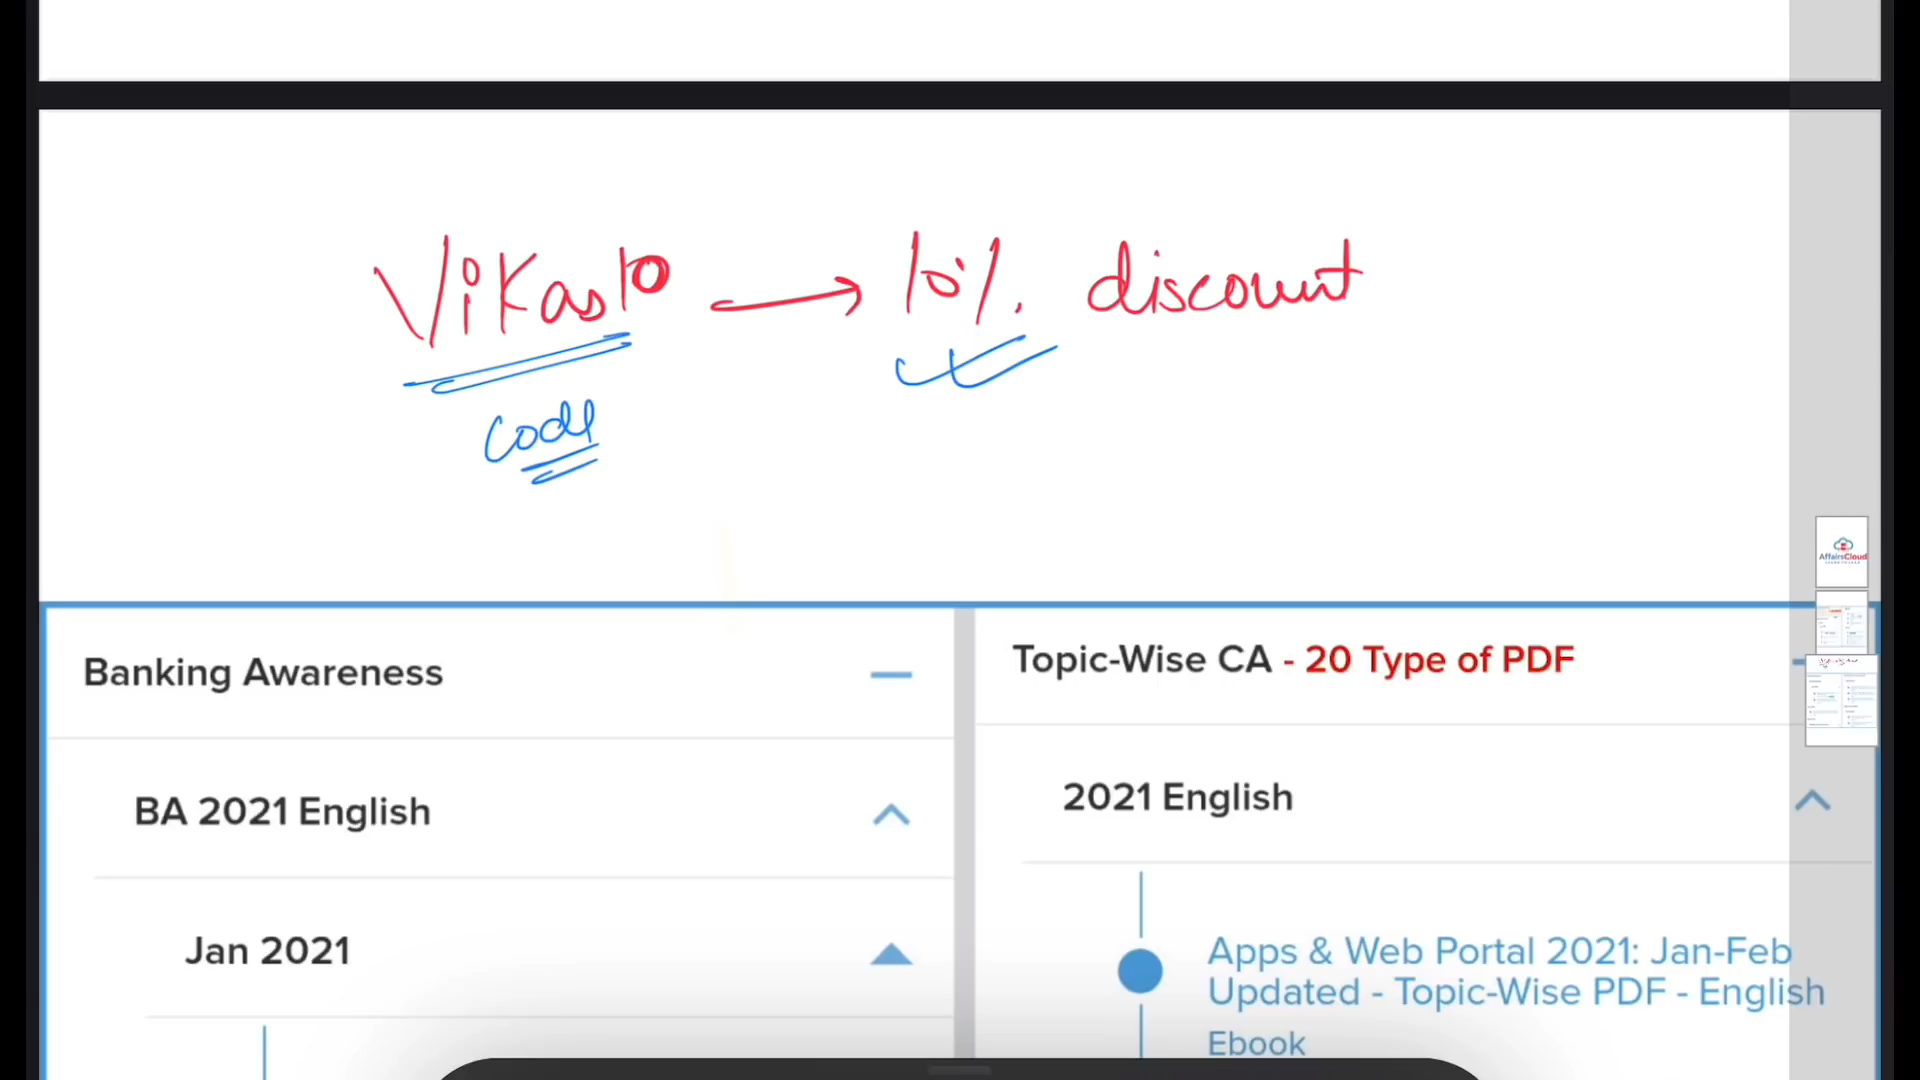 Vikas10 → 10% discount
code
AffairsCloud
Banking Awareness
BA 2021 English
Jan 2021
Topic-Wise CA - 20 Type of PDF
2021 English
Apps & Web Portal 2021: Jan-Feb
Updated - Topic-Wise PDF - English
Ebook